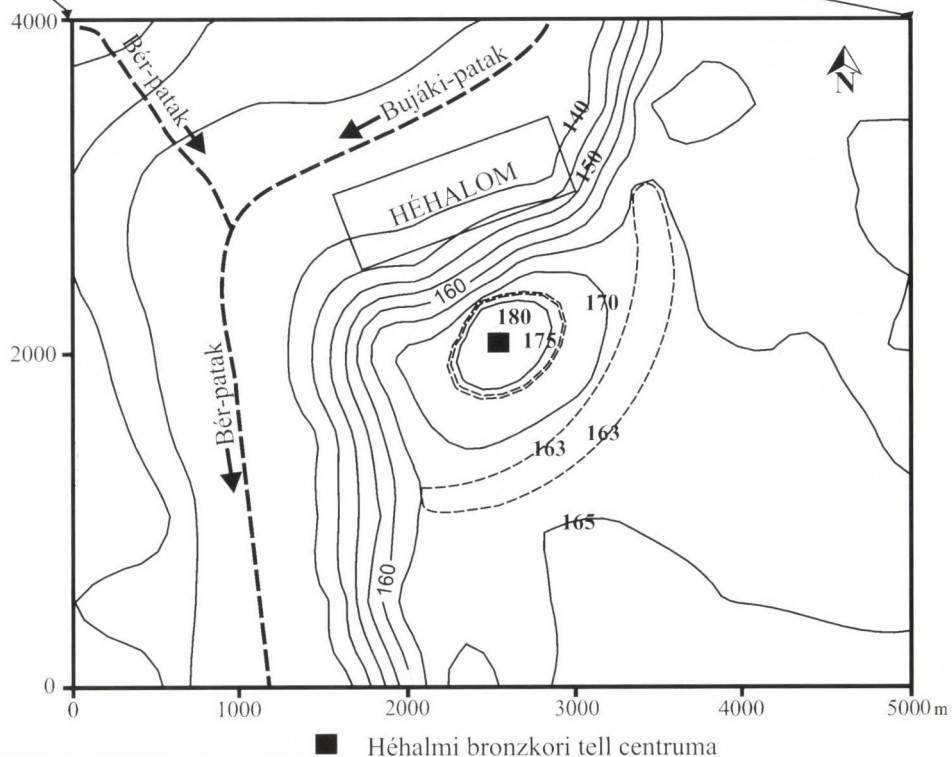 4000
Bér-patak
Bujáki-patak
140
N
150
HÉHALOM
160
170
180
175
2000
Bér-patak
163
163
165
160
0
0
1000
2000
3000
4000
5000 m
Héhalmi bronzkori tell centruma